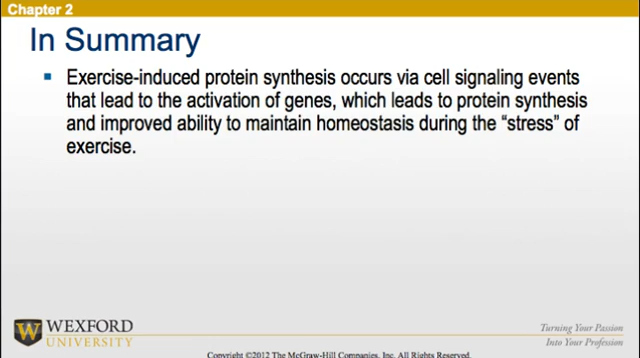 Chapter 2
In Summary
Exercise-induced protein synthesis occurs via cell signaling events
that lead to the activation of genes, which leads to protein synthesis
and improved ability to maintain homeostasis during the “stress” of
exercise.
W WEXFORD
UNIVERSITY
Turning Your Passion
Into Your Profession
Copyright ©2012 The McGraw-Hill Companies, Inc. All Rights Reserved.